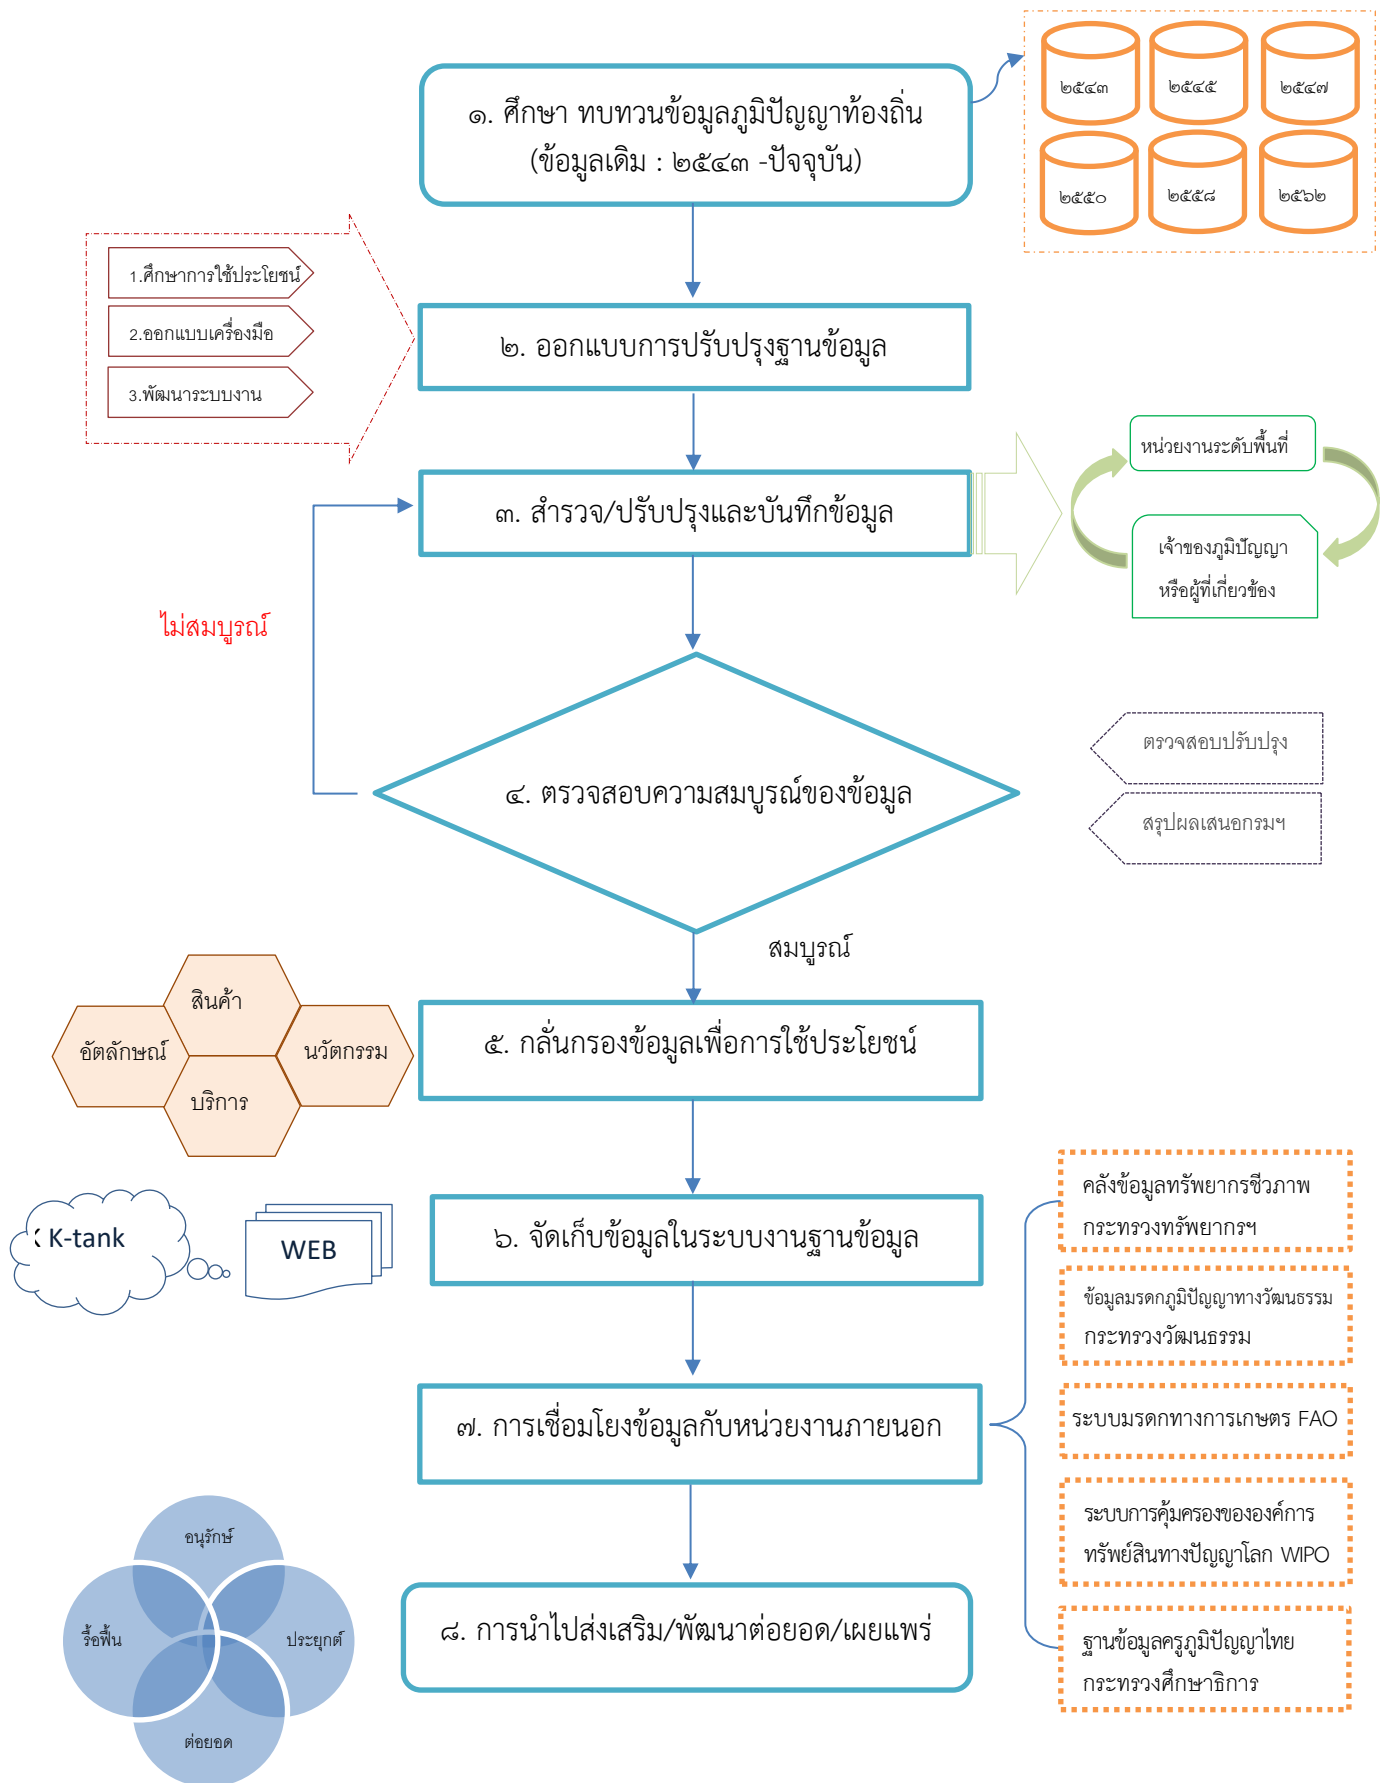 ๑. ศึกษา ทบทวนข้อมูลภูมิปัญญาท้องถิ่น
(ข้อมูลเดิม : ๒๕๔๓ -ปัจจุบัน)
๒๕๔๓
๒๕๔๕
๒๕๔๗
๒๕๕๐
๒๕๕๘
๒๕๖๒
1.ศึกษาการใช้ประโยชน์
2.ออกแบบเครื่องมือ
3.พัฒนาระบบงาน
๒. ออกแบบการปรับปรุงฐานข้อมูล
๓. สำรวจ/ปรับปรุงและบันทึกข้อมูล
หน่วยงานระดับพื้นที่
เจ้าของภูมิปัญญา
หรือผู้ที่เกี่ยวข้อง
ไม่สมบูรณ์
๔. ตรวจสอบความสมบูรณ์ของข้อมูล
ตรวจสอบปรับปรุง
สรุปผลเสนอกรมฯ
สมบูรณ์
สินค้า
อัตลักษณ์
นวัตกรรม
บริการ
๕. กลั่นกรองข้อมูลเพื่อการใช้ประโยชน์
K-tank
WEB
๖. จัดเก็บข้อมูลในระบบงานฐานข้อมูล
คลังข้อมูลทรัพยากรชีวภาพ
กระทรวงทรัพยากรฯ
ข้อมูลมรดกภูมิปัญญาทางวัฒนธรรม
กระทรวงวัฒนธรรม
๗. การเชื่อมโยงข้อมูลกับหน่วยงานภายนอก
ระบบมรดกทางการเกษตร FAO
ระบบการคุ้มครองขององค์การ
ทรัพย์สินทางปัญญาโลก WIPO
ฐานข้อมูลครูภูมิปัญญาไทย
กระทรวงศึกษาธิการ
๘. การนำไปส่งเสริม/พัฒนาต่อยอด/เผยแพร่
อนุรักษ์
รื้อฟื้น
ประยุกต์
ต่อยอด